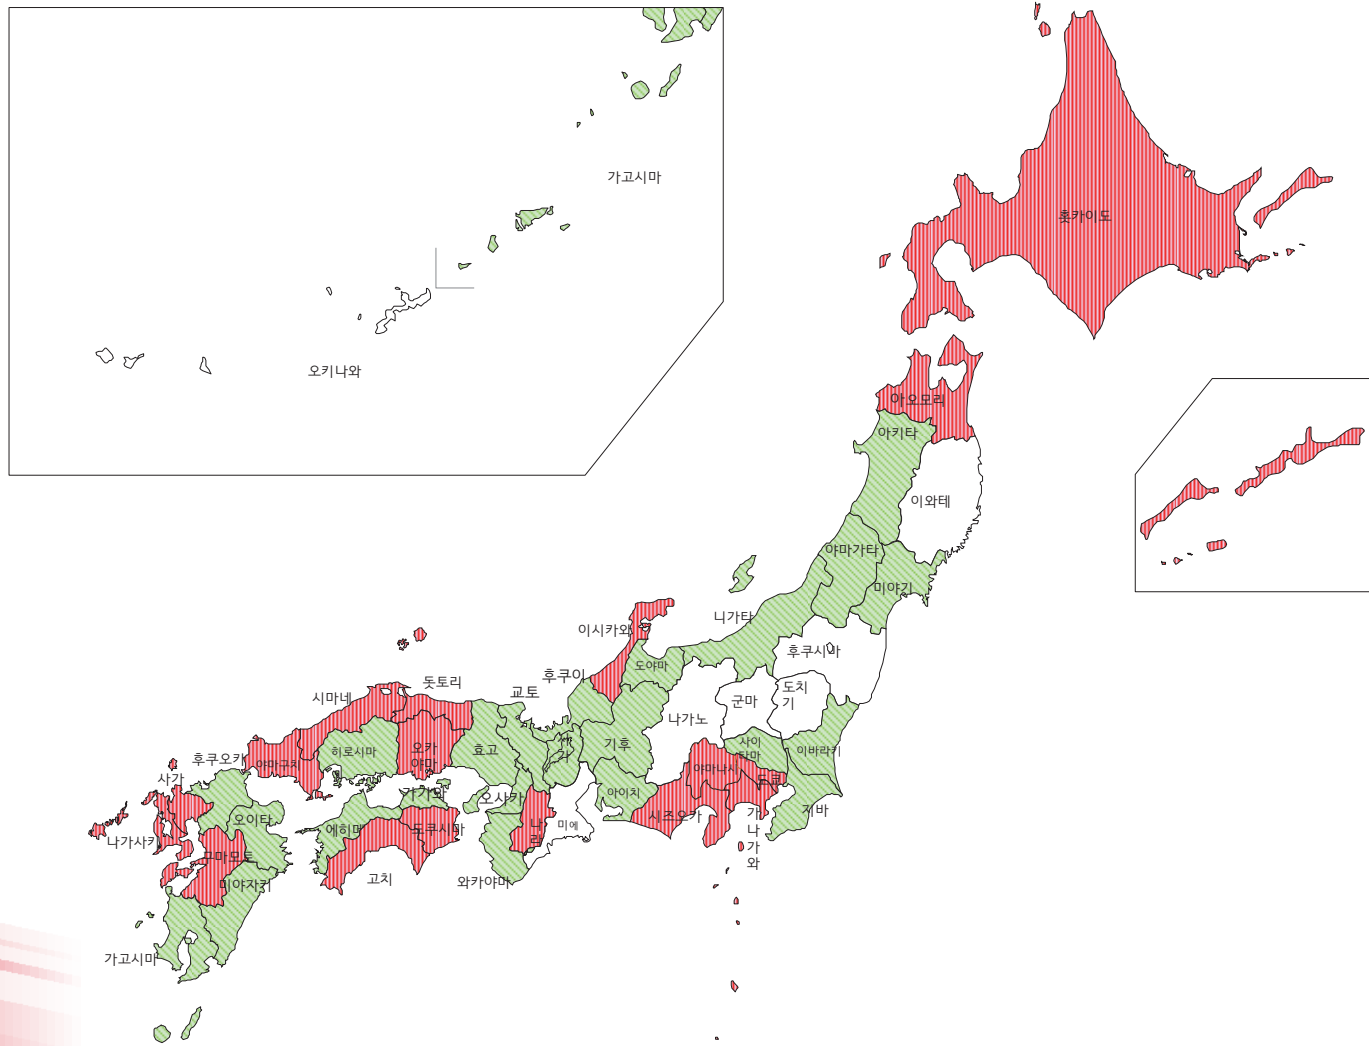 가고시마
홋카이도
오키나와
아오모리
아키타
이와테
야마가타
미야기
니가타
이시카와
후쿠시마
도야마
후쿠이
돗토리
교토
시마네
도치
기
군마
나가노
기후
사이
타마
이바라키
히로시마
오카
야마
효고
시
가
후쿠오카
야마구치
야마나시
도쿄
사가
가가와
오사카
아이치
시즈오카
가
나
가
와
지바
오이타
에히메
도쿠시마
나
라
미에
나가사키
구마모토
고치
와카야마
미야자키
가고시마